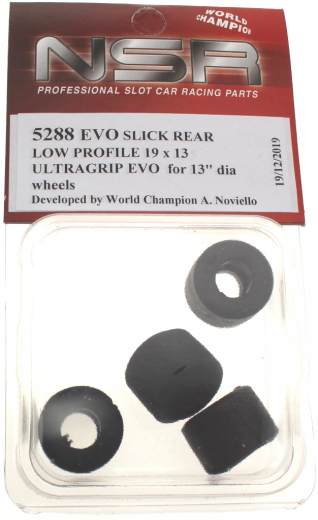 WORLD
CHAMPION
NSR
PROFESSIONAL SLOT CAR RACING PARTS
5288 EVO SLICK REAR
LOW PROFILE 19 x 13
ULTRAGRIP EVO for 13" dia
wheels
Developed by World Champion A. Noviello
19/12/2019